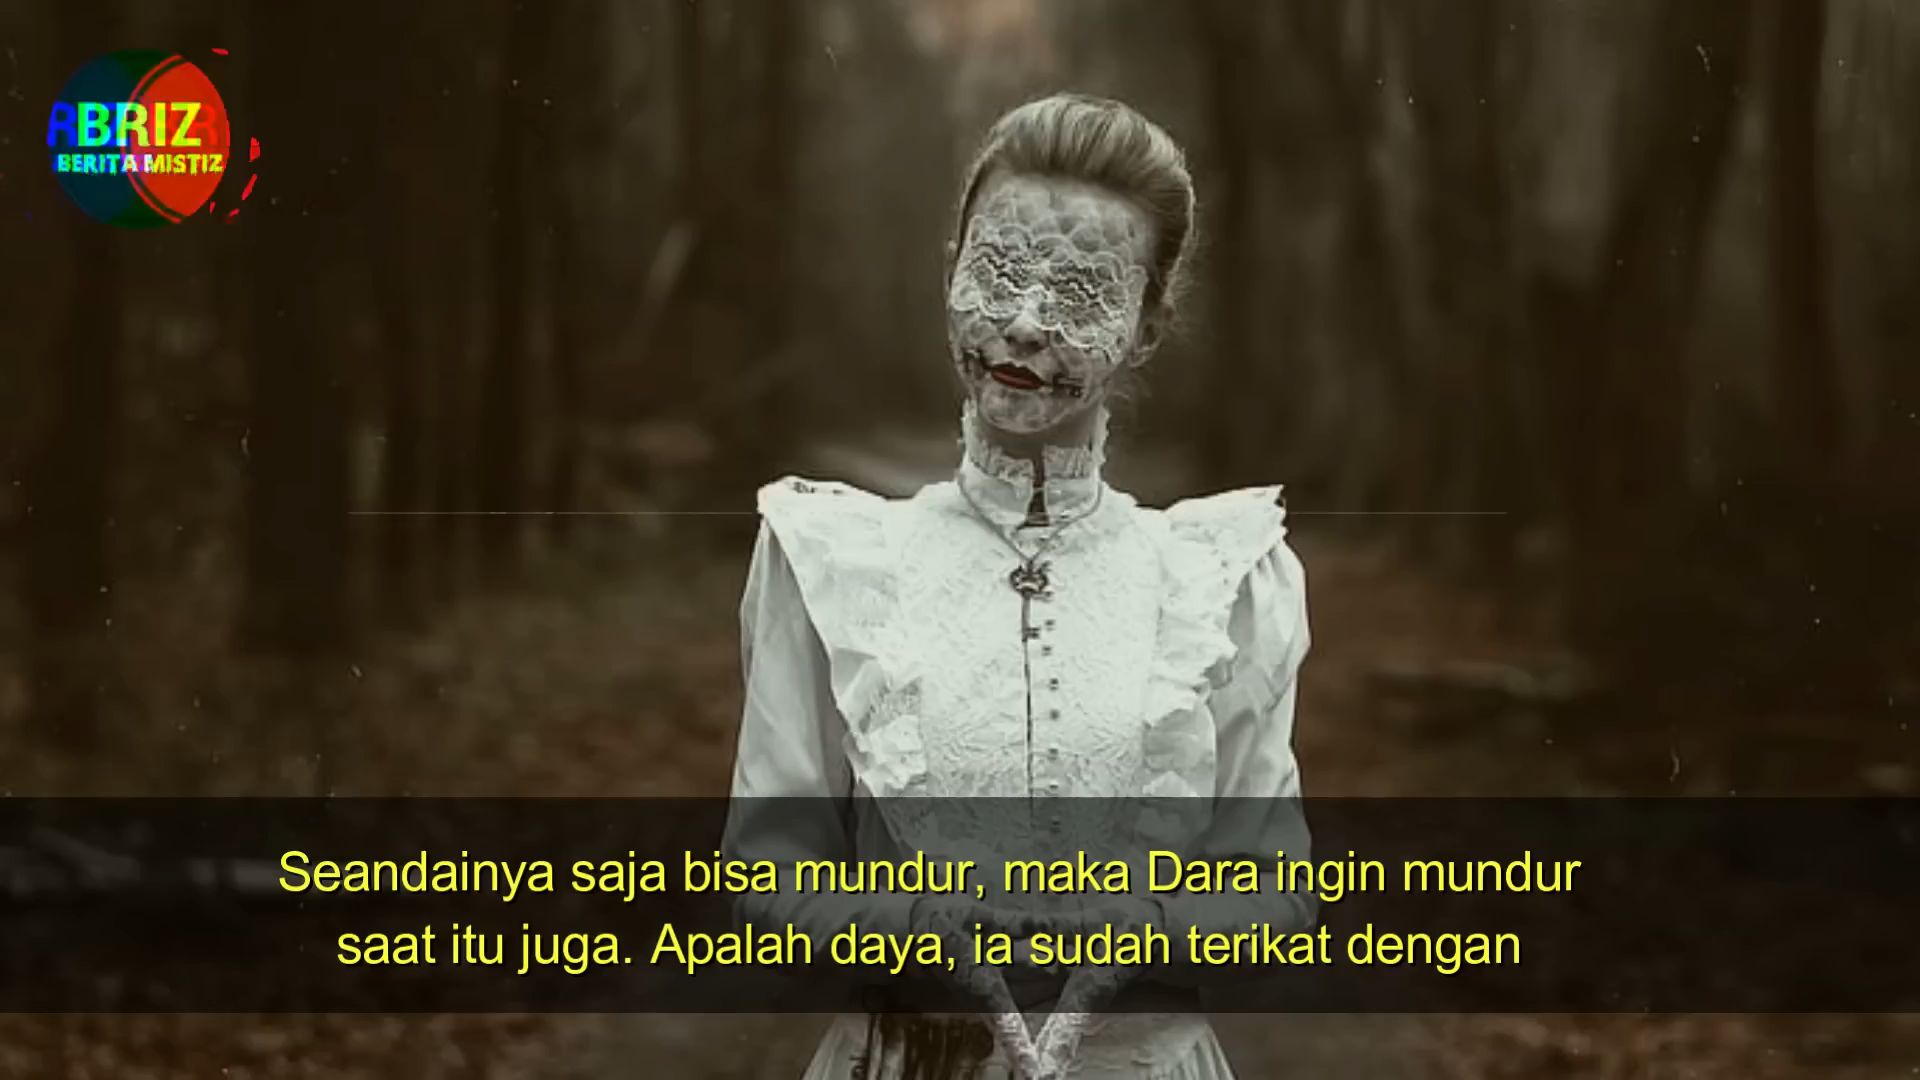 BRIZ
BERITA MISTIZ
Seandainya saja bisa mundur, maka Dara ingin mundur
saat itu juga. Apalah daya, ia sudah terikat dengan